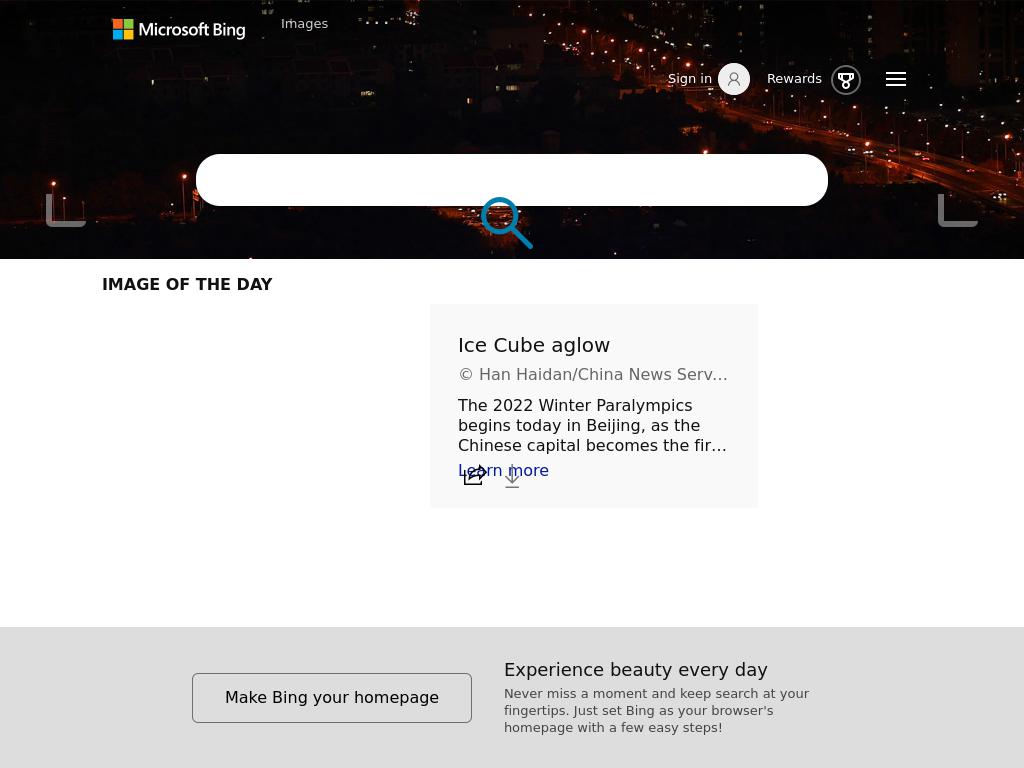 Microsoft Bing
Images
Sign in
Rewards
IMAGE OF THE DAY
Ice Cube aglow
© Han Haidan/China News Serv...
The 2022 Winter Paralympics
begins today in Beijing, as the
Chinese capital becomes the fir...
Learn more
Make Bing your homepage
Experience beauty every day
Never miss a moment and keep search at your
fingertips. Just set Bing as your browser's
homepage with a few easy steps!